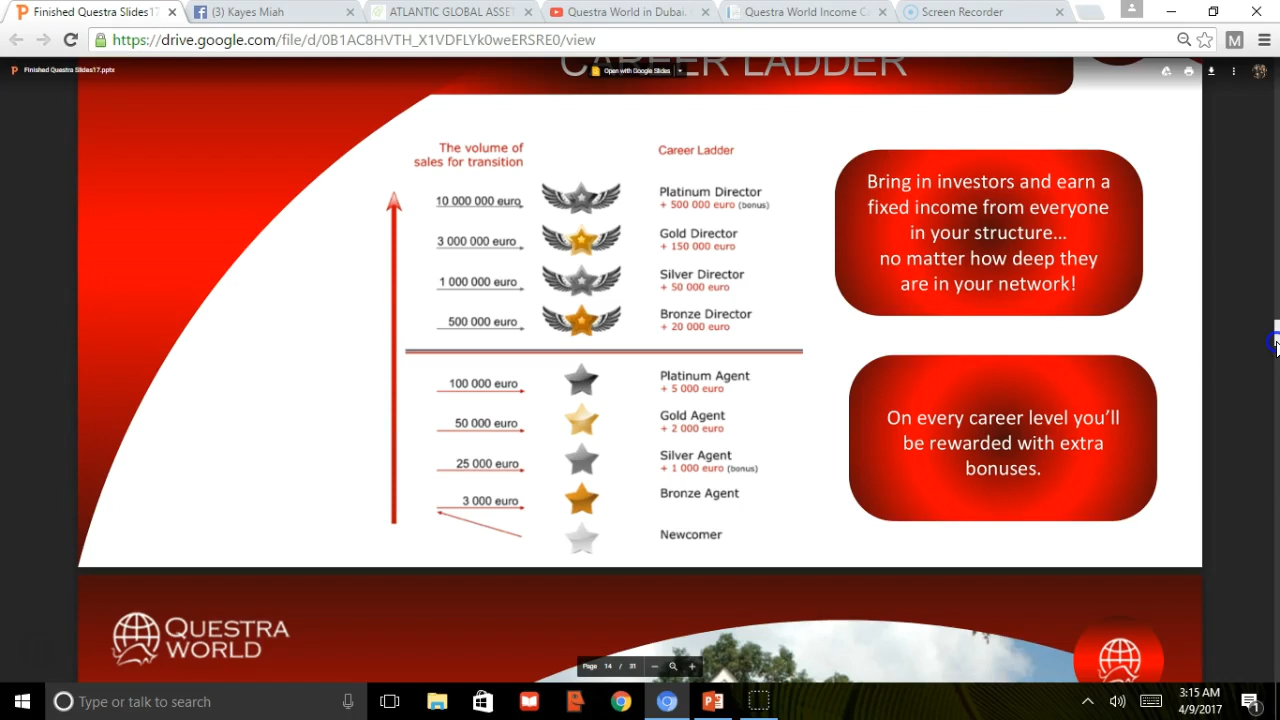 Finished Questra Slides17
(3) Kayes Miah
ATLANTIC GLOBAL ASSET
Questra World in Dubai.
Questra World Income C
Screen Recorder
https://drive.google.com/file/d/0B1AC8HVTH_X1VDFLYk0weERSRE0/view
M
Finished Questra Slides17.pptx
Open with Google Slides
CAREER LADDER
The volume of
sales for transition
Career Ladder
10 000 000 euro
Platinum Director
+ 500 000 euro (bonus)
3 000 000 euro
Gold Director
+ 150 000 euro
1 000 000 euro
Silver Director
+ 50 000 euro
500 000 euro
Bronze Director
+ 20 000 euro
100 000 euro
Platinum Agent
+ 5 000 euro
50 000 euro
Gold Agent
+ 2 000 euro
25 000 euro
Silver Agent
+ 1 000 euro (bonus)
3 000 euro
Bronze Agent
Newcomer
Bring in investors and earn a
fixed income from everyone
in your structure...
no matter how deep they
are in your network!
On every career level you'll
be rewarded with extra
bonuses.
QUESTRA
WORLD
Page 14 / 31
Type or talk to search
3:15 AM
4/9/2017